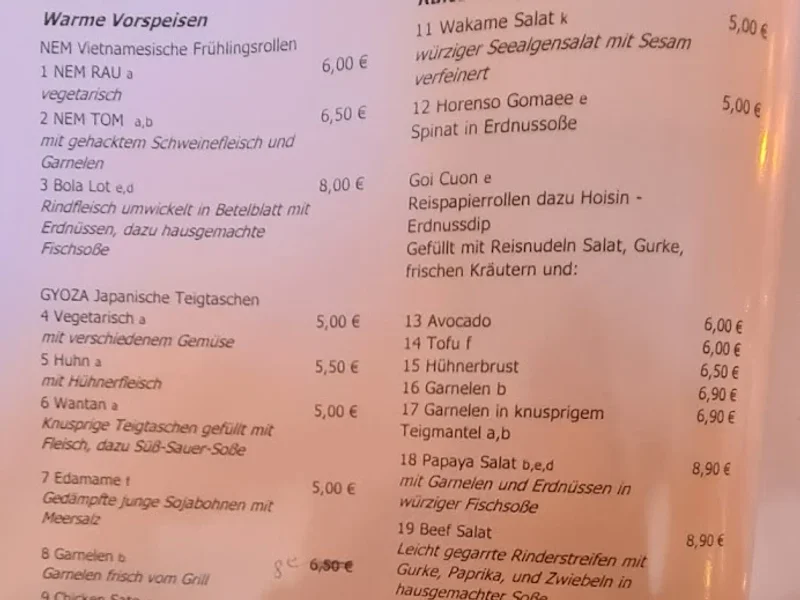 Warme Vorspeisen
NEM Vietnamesische Frühlingsrollen
1 NEM RAU a 6,00 €
vegetarisch
2 NEM TOM a,b 6,50 €
mit gehacktem Schweinefleisch und
Garnelen
3 Bola Lot e,d 8,00 €
Rindfleisch umwickelt in Betelblatt mit
Erdnüssen, dazu hausgemachte
Fischsoße
GYOZA Japanische Teigtaschen
4 Vegetarisch a 5,00 €
mit verschiedenem Gemüse
5 Huhn a 5,50 €
mit Hühnerfleisch
6 Wantan a 5,00 €
Knusprige Teigtaschen gefüllt mit
Fleisch, dazu Süß-Sauer-Soße
7 Edamame f 5,00 €
Gedämpfte junge Sojabohnen mit
Meersalz
8 Garnelen b 8€ 6,80 €
Garnelen frisch vom Grill
9 Chicken Sate
11 Wakame Salat k 5,00 €
würziger Seealgensalat mit Sesam
verfeinert
12 Horenso Gomaee e 5,00 €
Spinat in Erdnussoße
Goi Cuon e
Reispapierrollen dazu Hoisin -
Erdnussdip
Gefüllt mit Reisnudeln Salat, Gurke,
frischen Kräutern und:
13 Avocado 6,00 €
14 Tofu f 6,00 €
15 Hühnerbrust 6,50 €
16 Garnelen b 6,90 €
17 Garnelen in knusprigem 6,90 €
Teigmantel a,b
18 Papaya Salat b,e,d 8,90 €
mit Garnelen und Erdnüssen in
würziger Fischsoße
19 Beef Salat 8,90 €
Leicht gegarrte Rinderstreifen mit
Gurke, Paprika, und Zwiebeln in
hausgemachter Soße